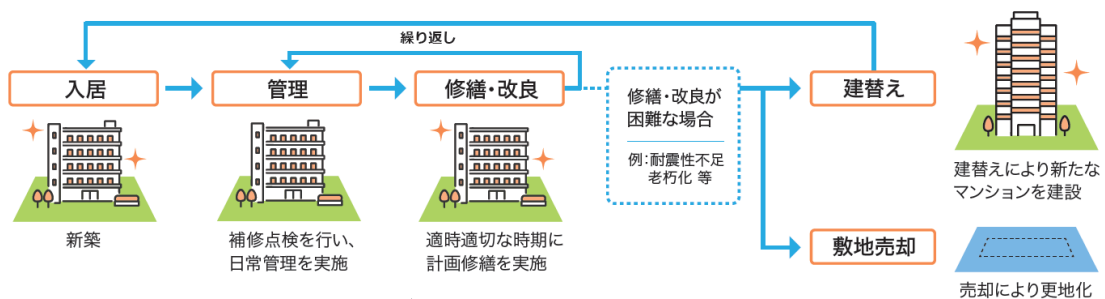 繰り返し
入居
管理
修繕・改良
修繕・改良が
困難な場合
例：耐震性不足
老朽化 等
建替え
敷地売却
新築
補修点検を行い、
日常管理を実施
適時適切な時期に
計画修繕を実施
建替えにより新たな
マンションを建設
売却により更地化